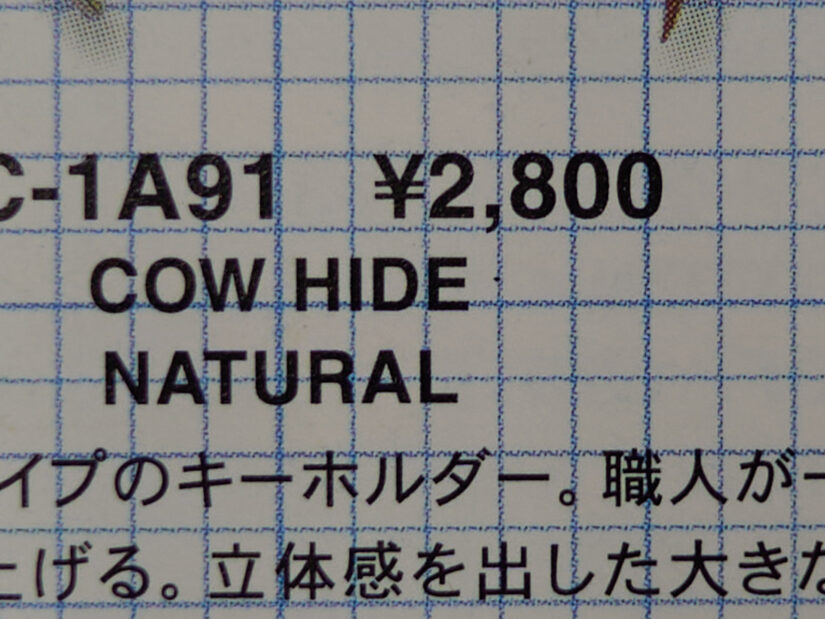 C-1A91 ¥2,800
COW HIDE
NATURAL
イプのキーホルダー。職人が一
上げる。立体感を出した大きな